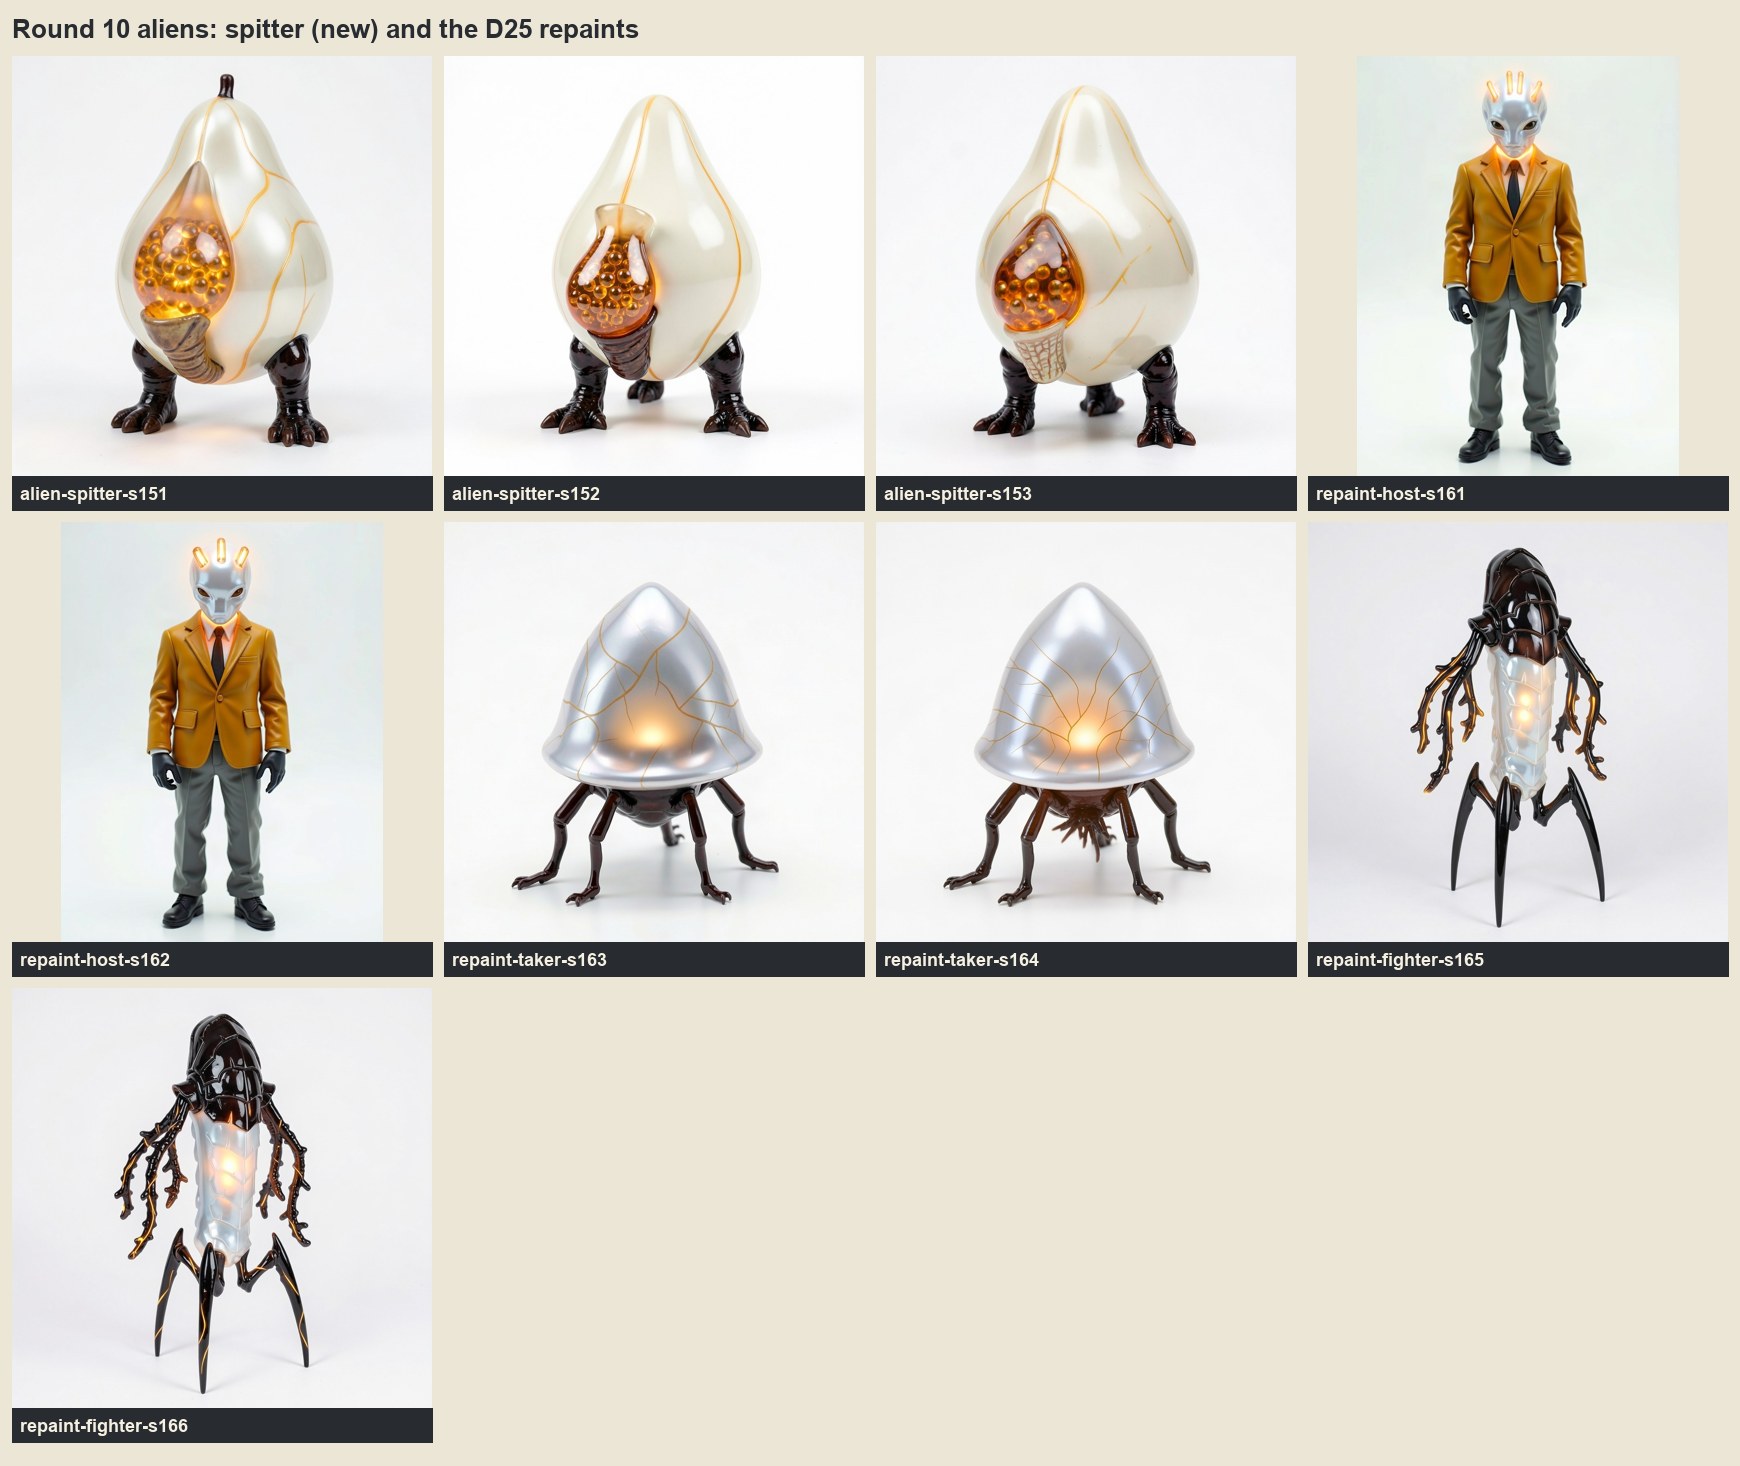 Round 10 aliens: spitter (new) and the D25 repaints
alien-spitter-s151
alien-spitter-s152
alien-spitter-s153
repaint-host-s161
repaint-host-s162
repaint-taker-s163
repaint-taker-s164
repaint-fighter-s165
repaint-fighter-s166